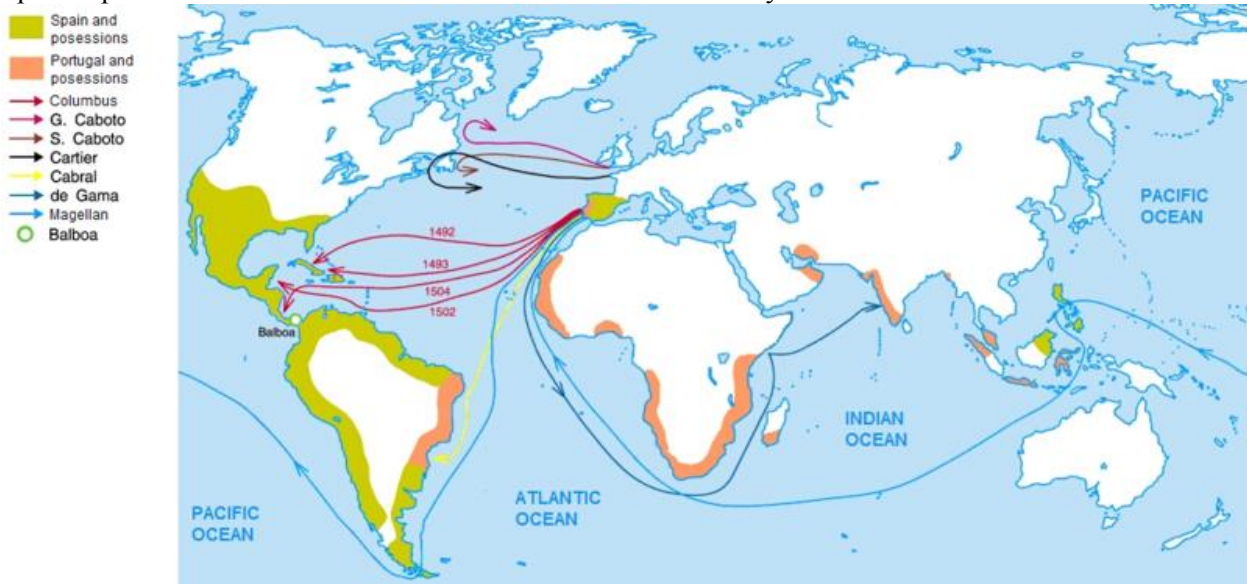 Spain and
posessions
Portugal and
posessions
Columbus
G. Caboto
S. Caboto
Cartier
Cabral
de Gama
Magellan
Balboa
1492
1493
1504
1502
Balboa
PACIFIC
OCEAN
ATLANTIC
OCEAN
INDIAN
OCEAN
PACIFIC
OCEAN